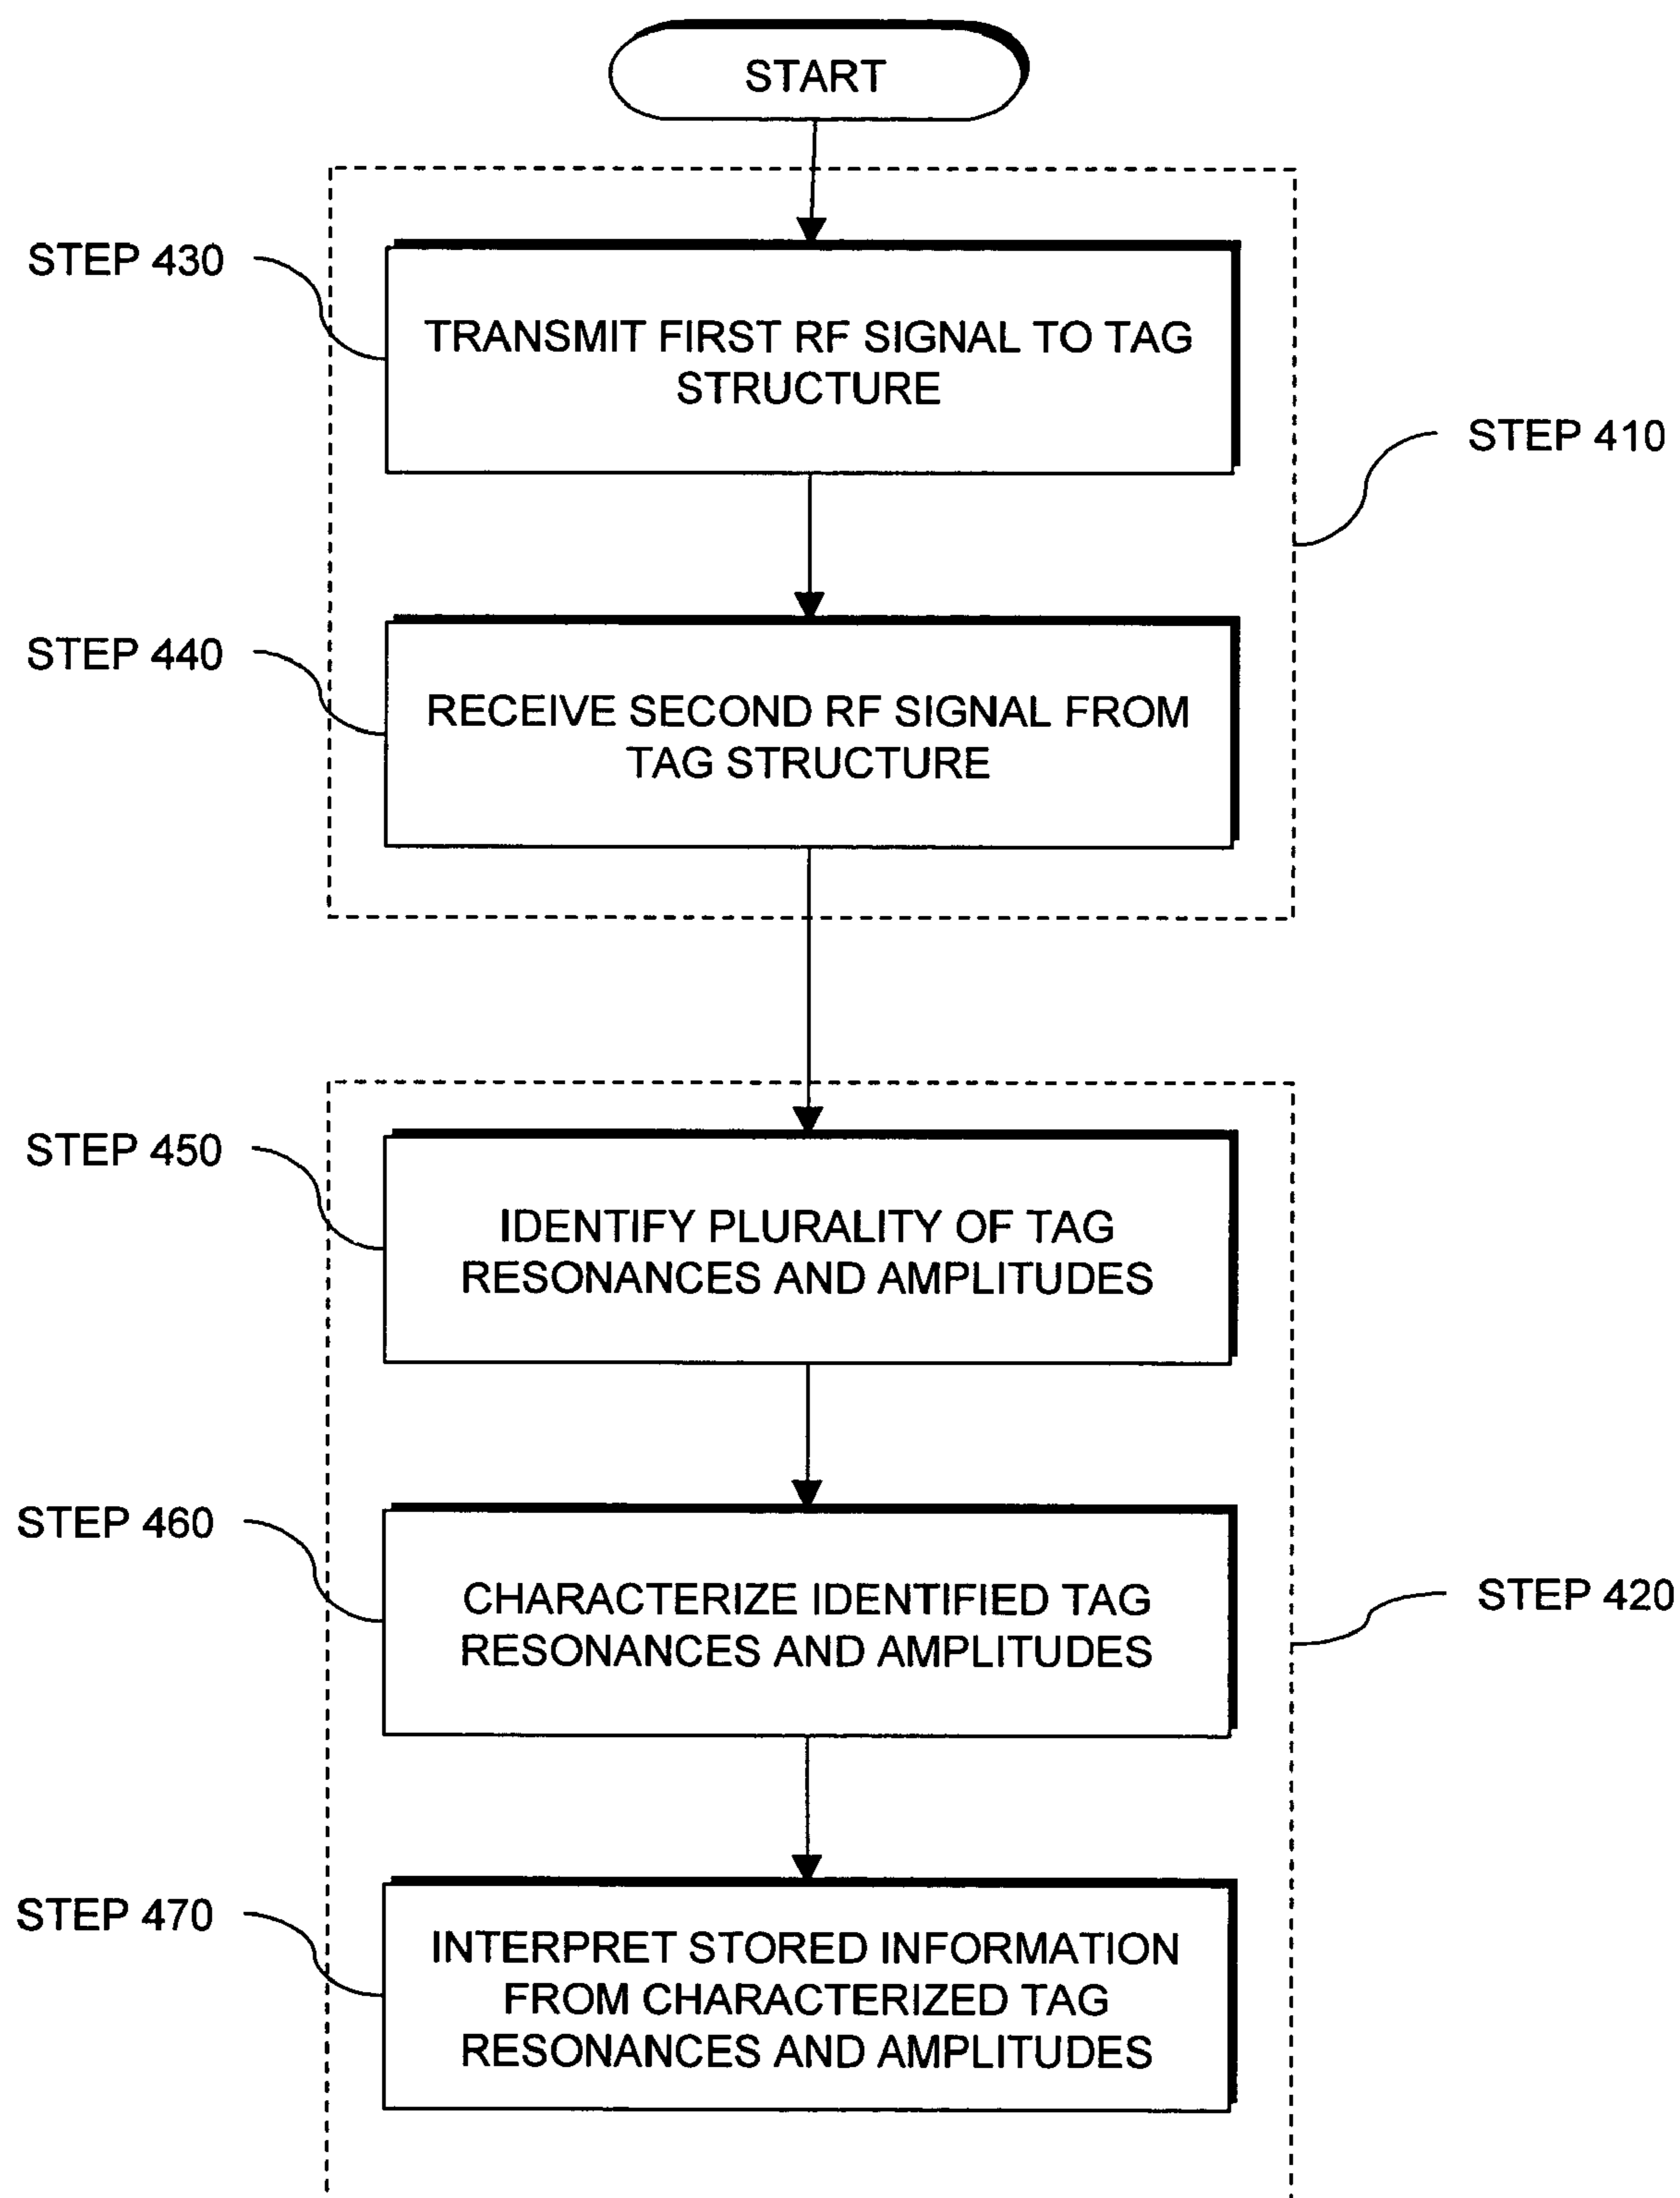 START
STEP 430
TRANSMIT FIRST RF SIGNAL TO TAG
STRUCTURE
STEP 410
STEP 440
RECEIVE SECOND RF SIGNAL FROM
TAG STRUCTURE
STEP 450
IDENTIFY PLURALITY OF TAG
RESONANCES AND AMPLITUDES
STEP 460
CHARACTERIZE IDENTIFIED TAG
RESONANCES AND AMPLITUDES
STEP 420
STEP 470
INTERPRET STORED INFORMATION
FROM CHARACTERIZED TAG
RESONANCES AND AMPLITUDES